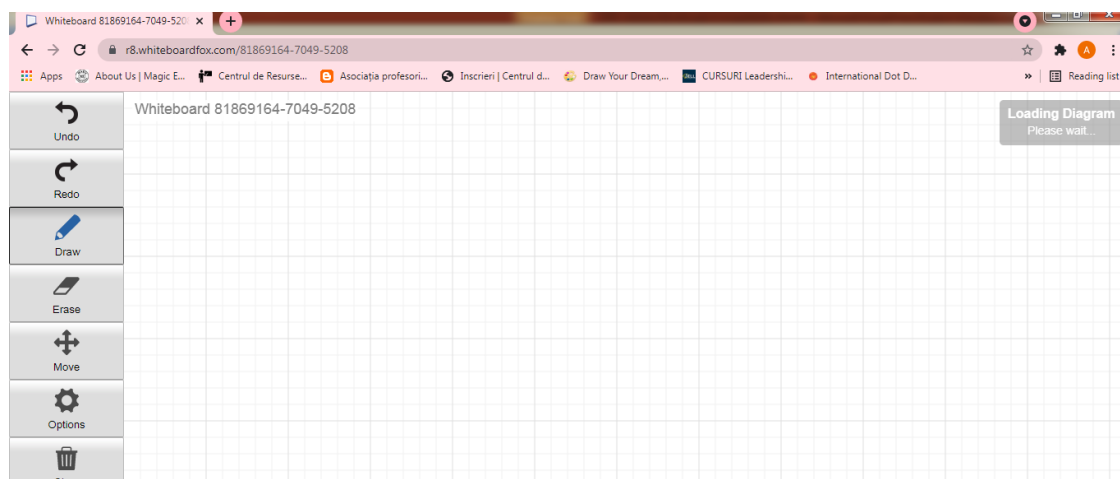 Whiteboard 81869164-7049-520
r8.whiteboardfox.com/81869164-7049-5208
A
Apps
About Us | Magic E...
Centrul de Resurse...
Asociația profesori...
Inscrieri | Centrul d...
Draw Your Dream,...
CURSURI Leadershi...
International Dot D...
»
Reading list
Undo
Whiteboard 81869164-7049-5208
Loading Diagram
Please wait...
Redo
Draw
Erase
Move
Options